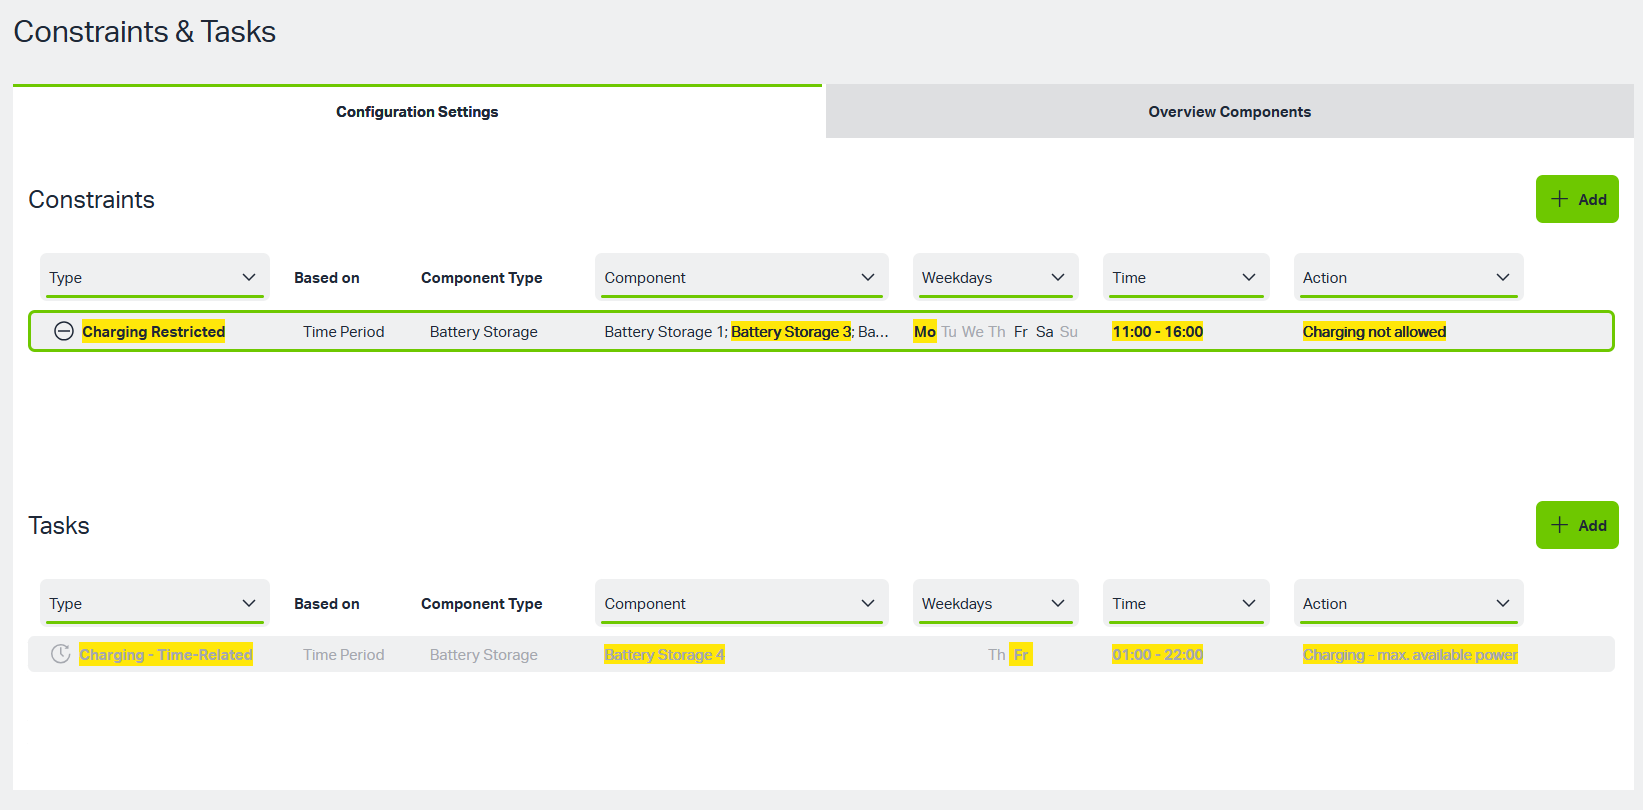 Constraints & Tasks
Configuration Settings Overview Components
Constraints
Add
Type Based on Component Type Component Weekdays Time Action
Charging Restricted Time Period Battery Storage Battery Storage 1; Battery Storage 3; Ba... Mo Tu We Th Fr Sa Su 11:00 - 16:00 Charging not allowed
Tasks
Add
Type Based on Component Type Component Weekdays Time Action
Charging - Time-Related Time Period Battery Storage Battery Storage 4 Th Fr 01:00 - 22:00 Charging - max. available power